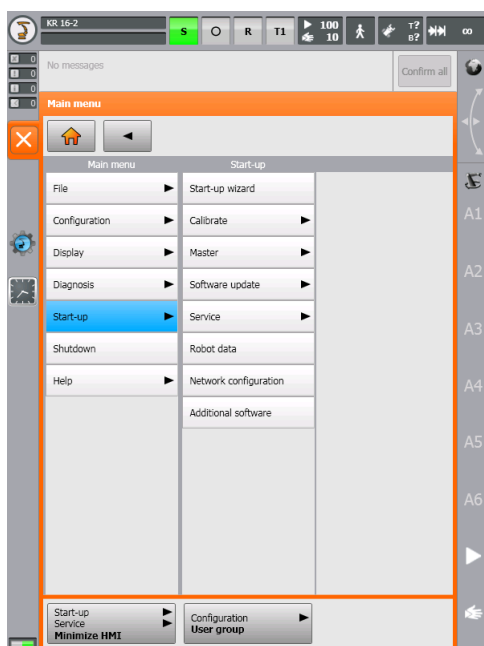 KR 16-2
S O R T1 100 10 T? B? ∞
0
0
0
0
No messages
Confirm all
Main menu
Main menu Start-up
File Start-up wizard
Configuration Calibrate
Display Master
Diagnosis Software update
Start-up Service
Shutdown Robot data
Help Network configuration
Additional software
A1
A2
A3
A4
A5
A6
Start-up
Service
Minimize HMI
Configuration
User group